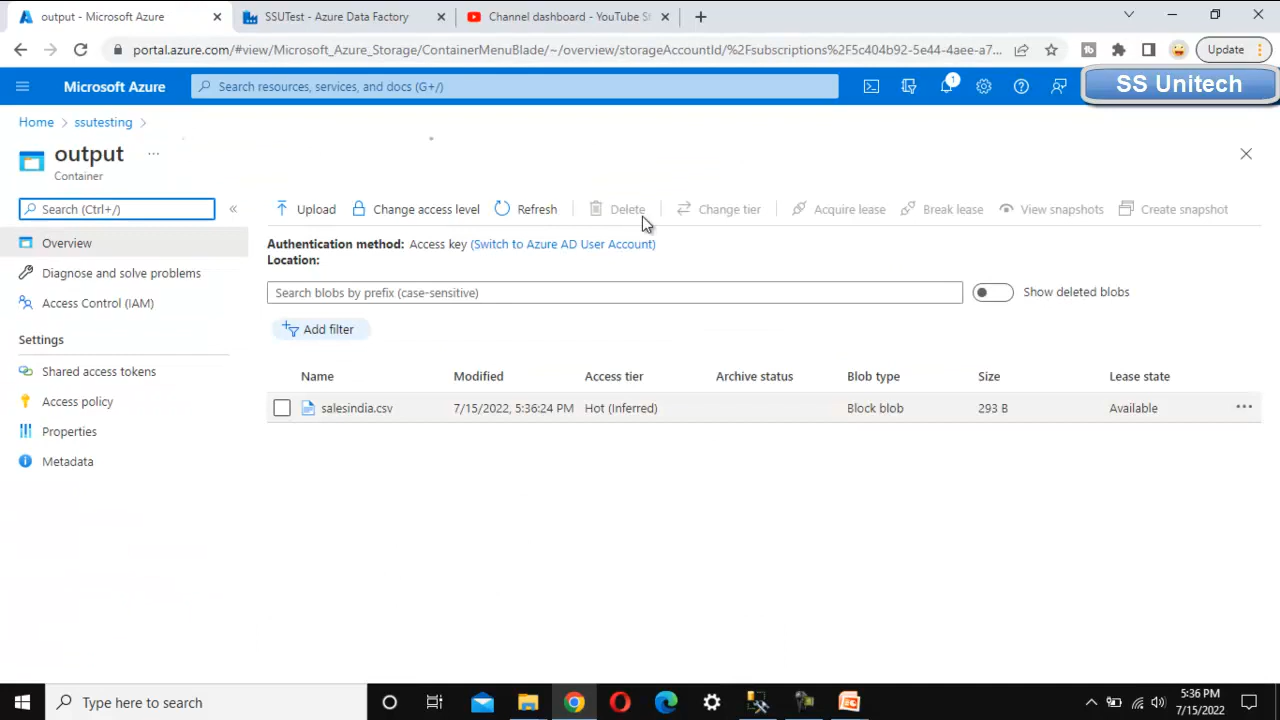 output - Microsoft Azure
SSUTest - Azure Data Factory
Channel dashboard - YouTube St
portal.azure.com/#view/Microsoft_Azure_Storage/ContainerMenuBlade/~/overview/storageAccountId/%2Fsubscriptions%2F5c404b92-5e44-4aee-a7...
Update
Microsoft Azure
Search resources, services, and docs (G+/)
1
SS Unitech
Home > ssutesting >
output ...
Container
Search (Ctrl+/)
«
Upload
Change access level
Refresh
Delete
Change tier
Acquire lease
Break lease
View snapshots
Create snapshot
Overview
Diagnose and solve problems
Access Control (IAM)
Settings
Shared access tokens
Access policy
Properties
Metadata
Authentication method: Access key (Switch to Azure AD User Account)
Location:
Search blobs by prefix (case-sensitive)
Show deleted blobs
Add filter
Name Modified Access tier Archive status Blob type Size Lease state
salesindia.csv 7/15/2022, 5:36:24 PM Hot (Inferred) Block blob 293 B Available ...
Type here to search
5:36 PM
7/15/2022